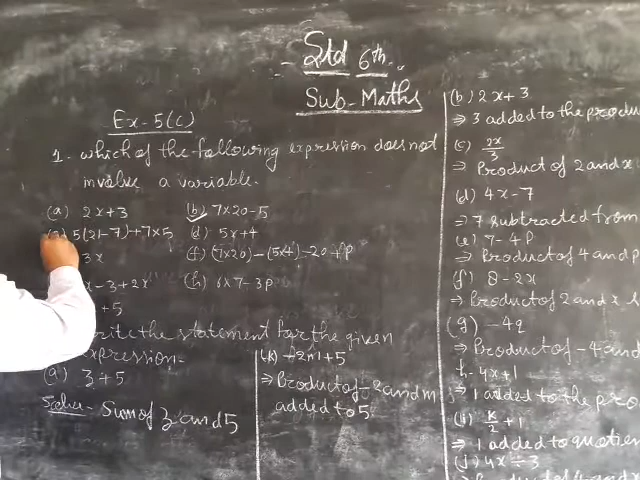 Std 6th
Sub-Maths
Ex-5(c)
1. which of the following expression does not
involve a variable.
(a) 2x+3 (b) 7×20-5
5(21-7)+7×5 (d) 5x+4
3x (f) (7×20)-(5×4)-20+p
x-3+2x (h) 6×7-3p
+5
the statement for the given
expression-
(a) z+5
Solu- Sum of z and 5
(k) -2m+5
⇒ Product of -2 and m
added to 5
(b) 2x+3
⇒ 3 added to the produc
(c) 2x/3
⇒ Product of 2 and x
(d) 4x-7
⇒ 7 subtracted from
(e) 7-4p
⇒ Product of 4 and p
(f) 8-2x
⇒ Product of 2 and x
(g) -4q
⇒ Product of -4 and
h- 4x+1
⇒ 1 added to the pro
(i) x/2+1
⇒ 1 added to quotien
(j) 4x÷3